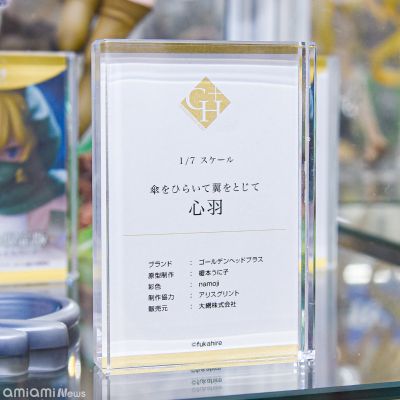 GH
1/7 スケール
傘をひらいて翼をとじて
心羽
ブランド : ゴールデンヘッドプラス
原型制作 : 榎本うに子
彩色 : namoji
制作協力 : アリスグリント
販売元 : 大網株式会社
©fukahire
amiami News